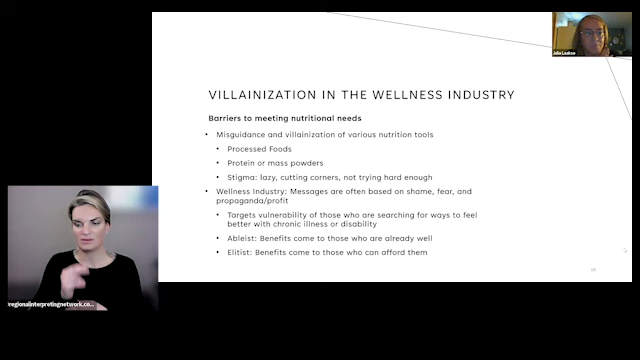 Julia Laakso
VILLAINIZATION IN THE WELLNESS INDUSTRY
Barriers to meeting nutritional needs
• Misguidance and villainization of various nutrition tools
• Processed Foods
• Protein or mass powders
• Stigma: lazy, cutting corners, not trying hard enough
• Wellness Industry: Messages are often based on shame, fear, and
propaganda/profit
• Targets vulnerability of those who are searching for ways to feel
better with chronic illness or disability
• Ableist: Benefits come to those who are already well
• Elitist: Benefits come to those who can afford them
regionalinterpretingnetwork.co...